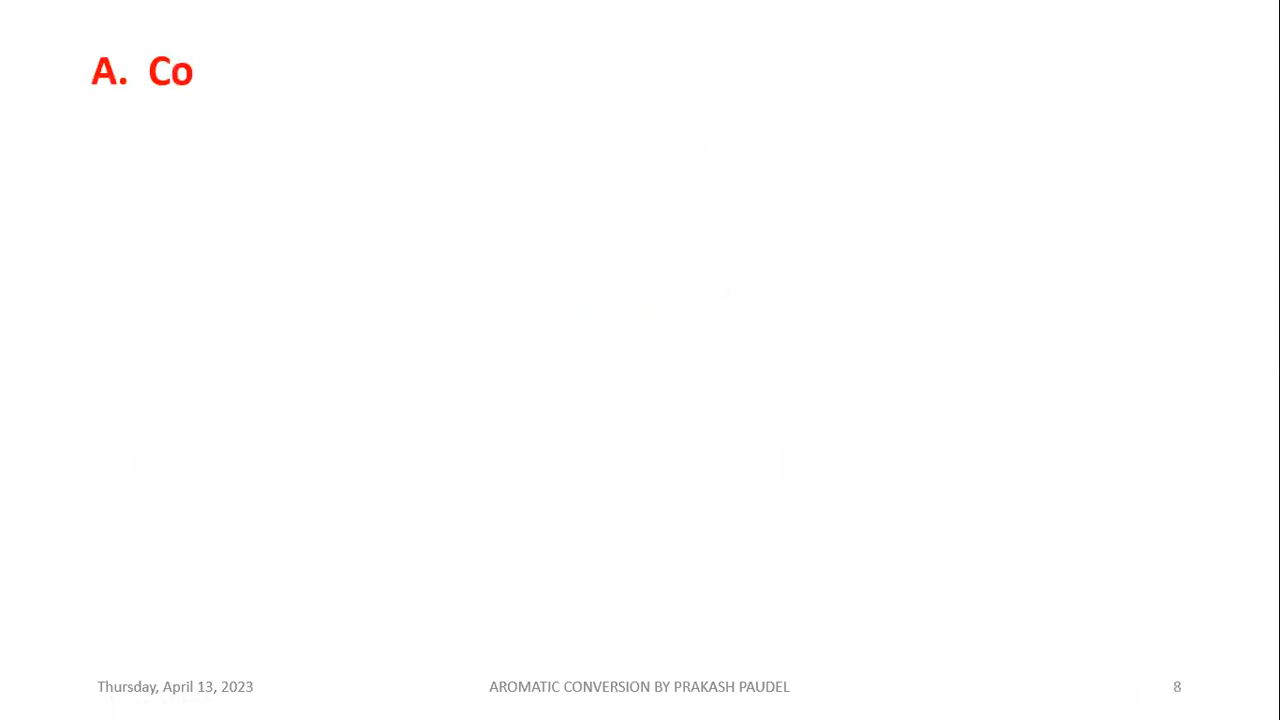 A. Co
Thursday, April 13, 2023
AROMATIC CONVERSION BY PRAKASH PAUDEL
8